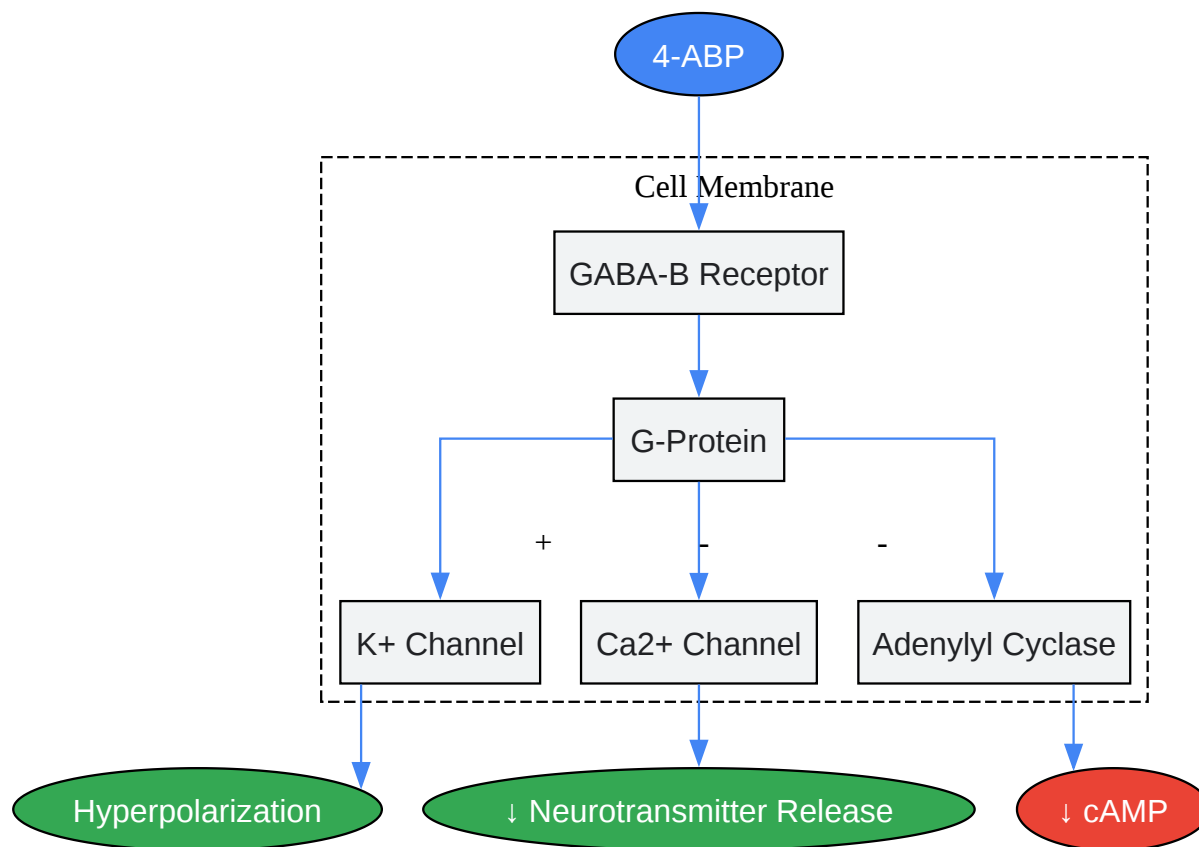 4-ABP
Cell Membrane
GABA-B Receptor
G-Protein
+ - -
K+ Channel
Ca2+ Channel
Adenylyl Cyclase
Hyperpolarization
↓ Neurotransmitter Release
↓ cAMP